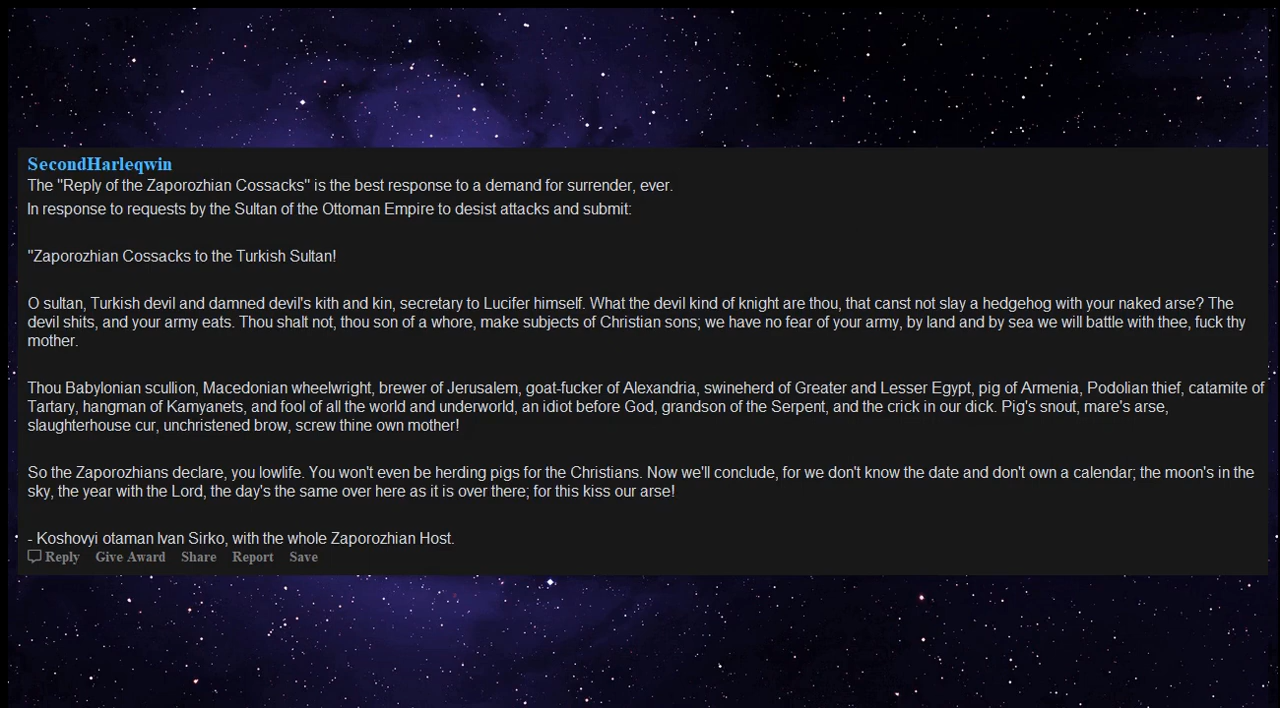 SecondHarleqwin
The "Reply of the Zaporozhian Cossacks" is the best response to a demand for surrender, ever.
In response to requests by the Sultan of the Ottoman Empire to desist attacks and submit:
"Zaporozhian Cossacks to the Turkish Sultan!
O sultan, Turkish devil and damned devil's kith and kin, secretary to Lucifer himself. What the devil kind of knight are thou, that canst not slay a hedgehog with your naked arse? The
devil shits, and your army eats. Thou shalt not, thou son of a whore, make subjects of Christian sons; we have no fear of your army, by land and by sea we will battle with thee, fuck thy
mother.
Thou Babylonian scullion, Macedonian wheelwright, brewer of Jerusalem, goat-fucker of Alexandria, swineherd of Greater and Lesser Egypt, pig of Armenia, Podolian thief, catamite of
Tartary, hangman of Kamyanets, and fool of all the world and underworld, an idiot before God, grandson of the Serpent, and the crick in our dick. Pig's snout, mare's arse,
slaughterhouse cur, unchristened brow, screw thine own mother!
So the Zaporozhians declare, you lowlife. You won't even be herding pigs for the Christians. Now we'll conclude, for we don't know the date and don't own a calendar; the moon's in the
sky, the year with the Lord, the day's the same over here as it is over there; for this kiss our arse!
- Koshovyi otaman Ivan Sirko, with the whole Zaporozhian Host.
Reply Give Award Share Report Save